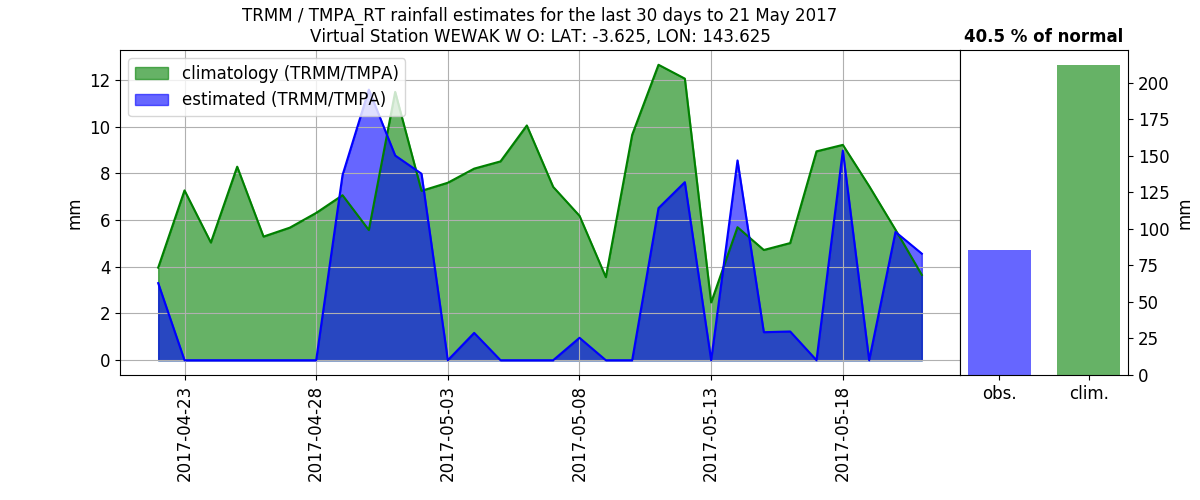 TRMM / TMPA_RT rainfall estimates for the last 30 days to 21 May 2017
Virtual Station WEWAK W O: LAT: -3.625, LON: 143.625
40.5 % of normal
climatology (TRMM/TMPA)
estimated (TRMM/TMPA)
12
10
8
6
4
2
0
mm
2017-04-23
2017-04-28
2017-05-03
2017-05-08
2017-05-13
2017-05-18
200
175
150
125
100
75
50
25
0
mm
obs.
clim.